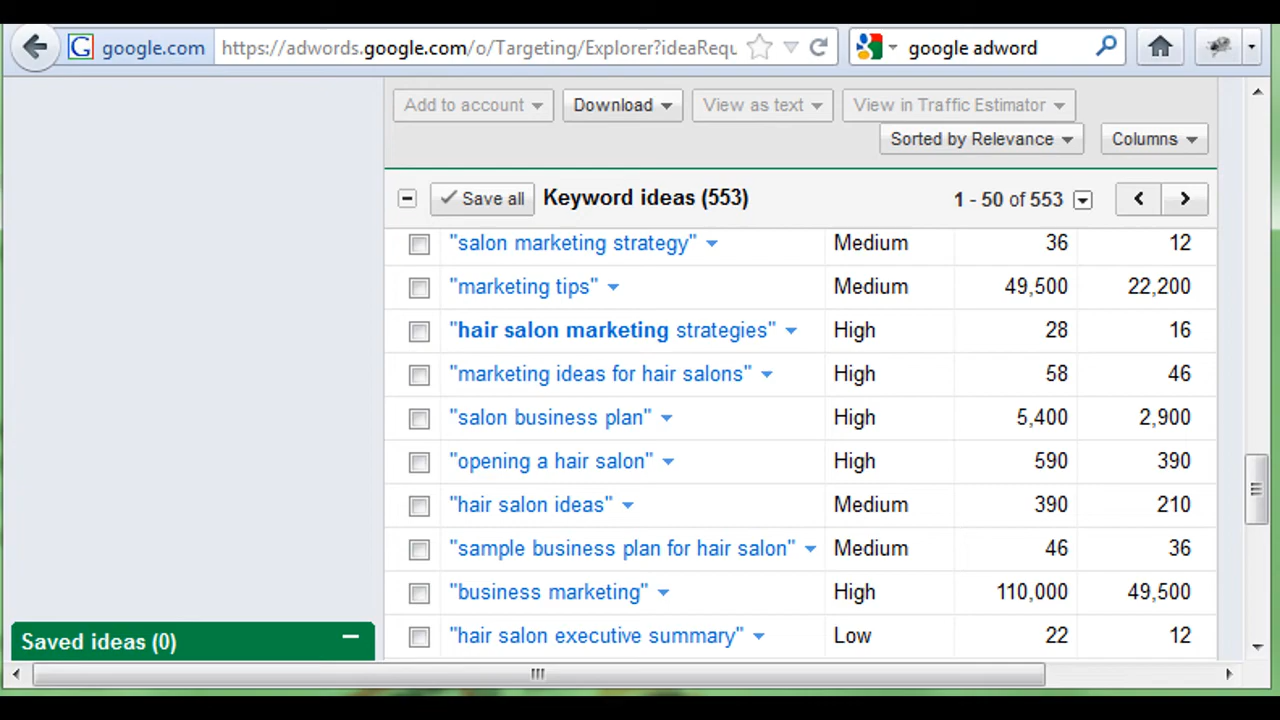 google.com
https://adwords.google.com/o/Targeting/Explorer?ideaRequ
google adword
Add to account
Download
View as text
View in Traffic Estimator
Sorted by Relevance
Columns
Save all
Keyword ideas (553)
1 - 50 of 553
"salon marketing strategy" Medium 36 12
"marketing tips" Medium 49,500 22,200
"hair salon marketing strategies" High 28 16
"marketing ideas for hair salons" High 58 46
"salon business plan" High 5,400 2,900
"opening a hair salon" High 590 390
"hair salon ideas" Medium 390 210
"sample business plan for hair salon" Medium 46 36
"business marketing" High 110,000 49,500
"hair salon executive summary" Low 22 12
Saved ideas (0)